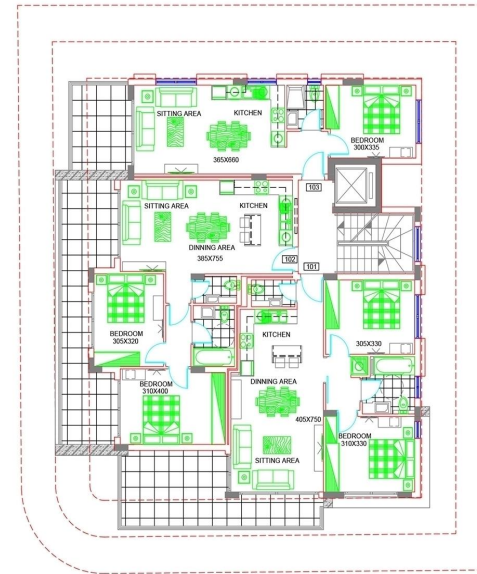 SITTING AREA
KITCHEN
365X660
BEDROOM
300X335
103
SITTING AREA
KITCHEN
DINNING AREA
385X755
102
101
BEDROOM
305X320
KITCHEN
305X330
BEDROOM
310X400
DINNING AREA
405X750
BEDROOM
310X330
SITTING AREA